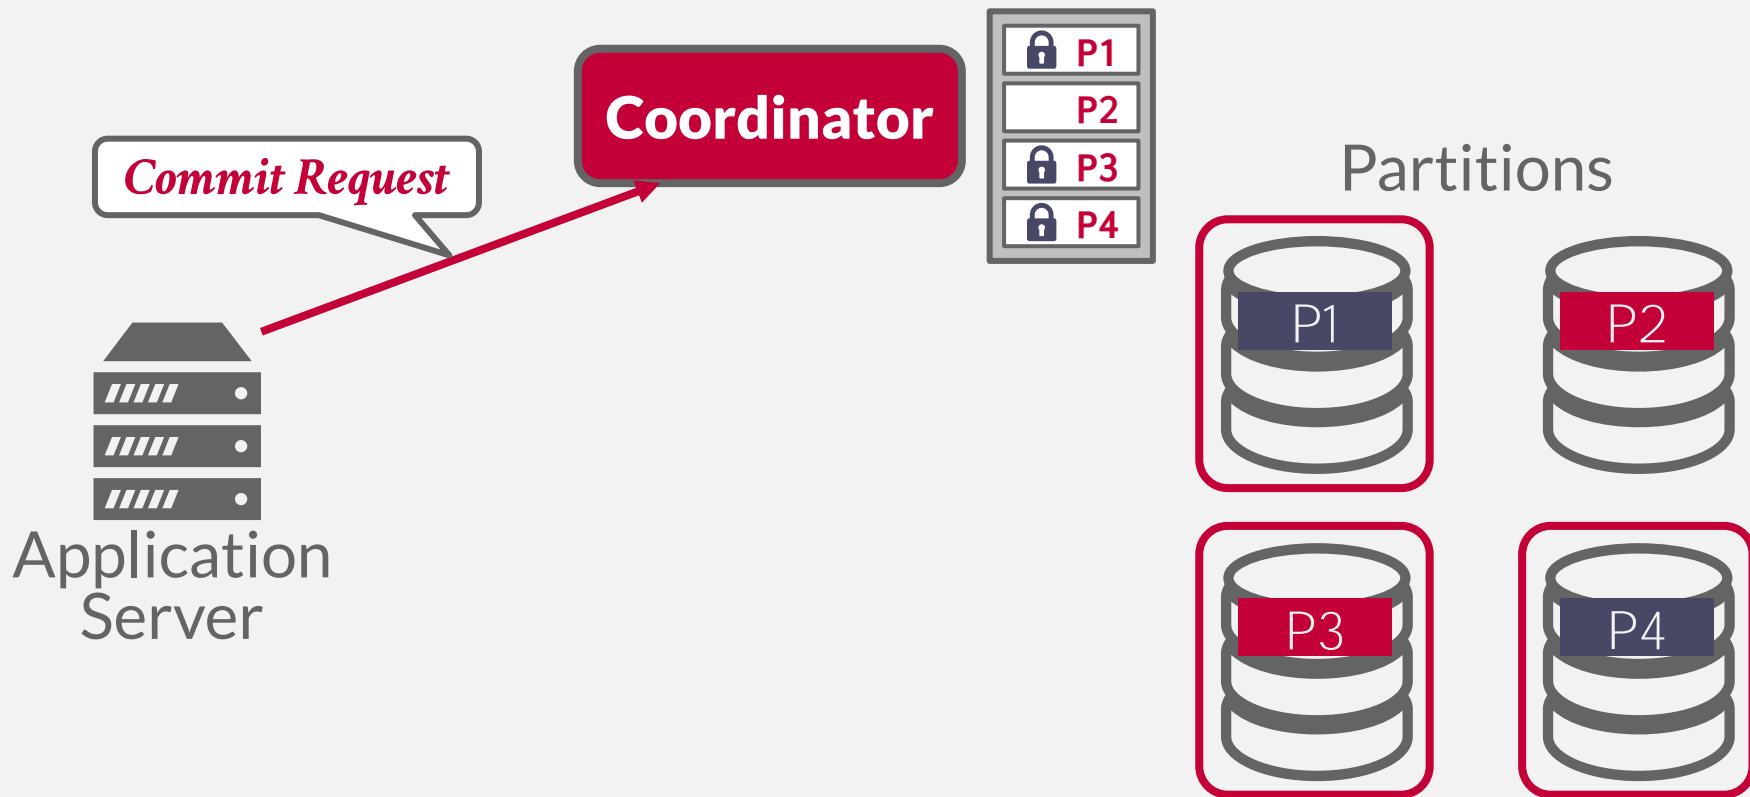 Coordinator
P1
P2
P3
P4
Commit Request
Partitions
P1
P2
P3
P4
Application
Server